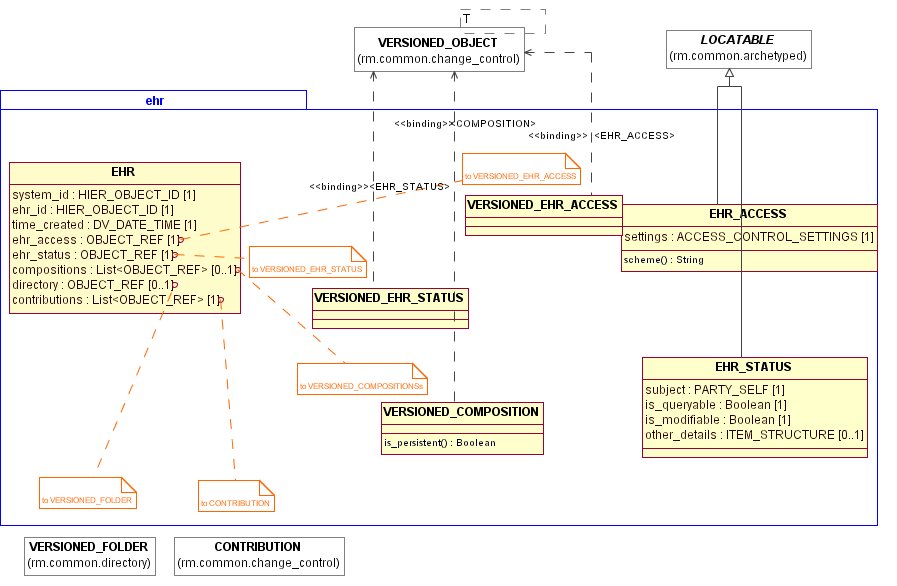 T
VERSIONED_OBJECT
(rm.common.change_control)
LOCATABLE
(rm.common.archetyped)
ehr
<<binding>><COMPOSITION>
<<binding>> <EHR_ACCESS>
<<binding>><EHR_STATUS>
EHR
system_id : HIER_OBJECT_ID [1]
ehr_id : HIER_OBJECT_ID [1]
time_created : DV_DATE_TIME [1]
ehr_access : OBJECT_REF [1]
ehr_status : OBJECT_REF [1]
compositions : List<OBJECT_REF> [0..1]
directory : OBJECT_REF [0..1]
contributions : List<OBJECT_REF> [1]
to VERSIONED_EHR_ACCESS
VERSIONED_EHR_ACCESS
EHR_ACCESS
settings : ACCESS_CONTROL_SETTINGS [1]
scheme() : String
to VERSIONED_EHR_STATUS
VERSIONED_EHR_STATUS
to VERSIONED_COMPOSITIONSs
VERSIONED_COMPOSITION
is_persistent() : Boolean
EHR_STATUS
subject : PARTY_SELF [1]
is_queryable : Boolean [1]
is_modifiable : Boolean [1]
other_details : ITEM_STRUCTURE [0..1]
to VERSIONED_FOLDER
to CONTRIBUTION
VERSIONED_FOLDER
(rm.common.directory)
CONTRIBUTION
(rm.common.change_control)